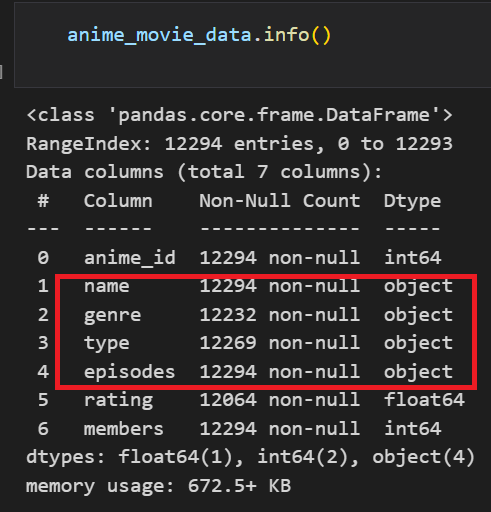 anime_movie_data.info()
<class 'pandas.core.frame.DataFrame'>
RangeIndex: 12294 entries, 0 to 12293
Data columns (total 7 columns):
 #   Column    Non-Null Count  Dtype
---  ------    --------------  -----
 0   anime_id  12294 non-null  int64
 1   name      12294 non-null  object
 2   genre     12232 non-null  object
 3   type      12269 non-null  object
 4   episodes  12294 non-null  object
 5   rating    12064 non-null  float64
 6   members   12294 non-null  int64
dtypes: float64(1), int64(2), object(4)
memory usage: 672.5+ KB